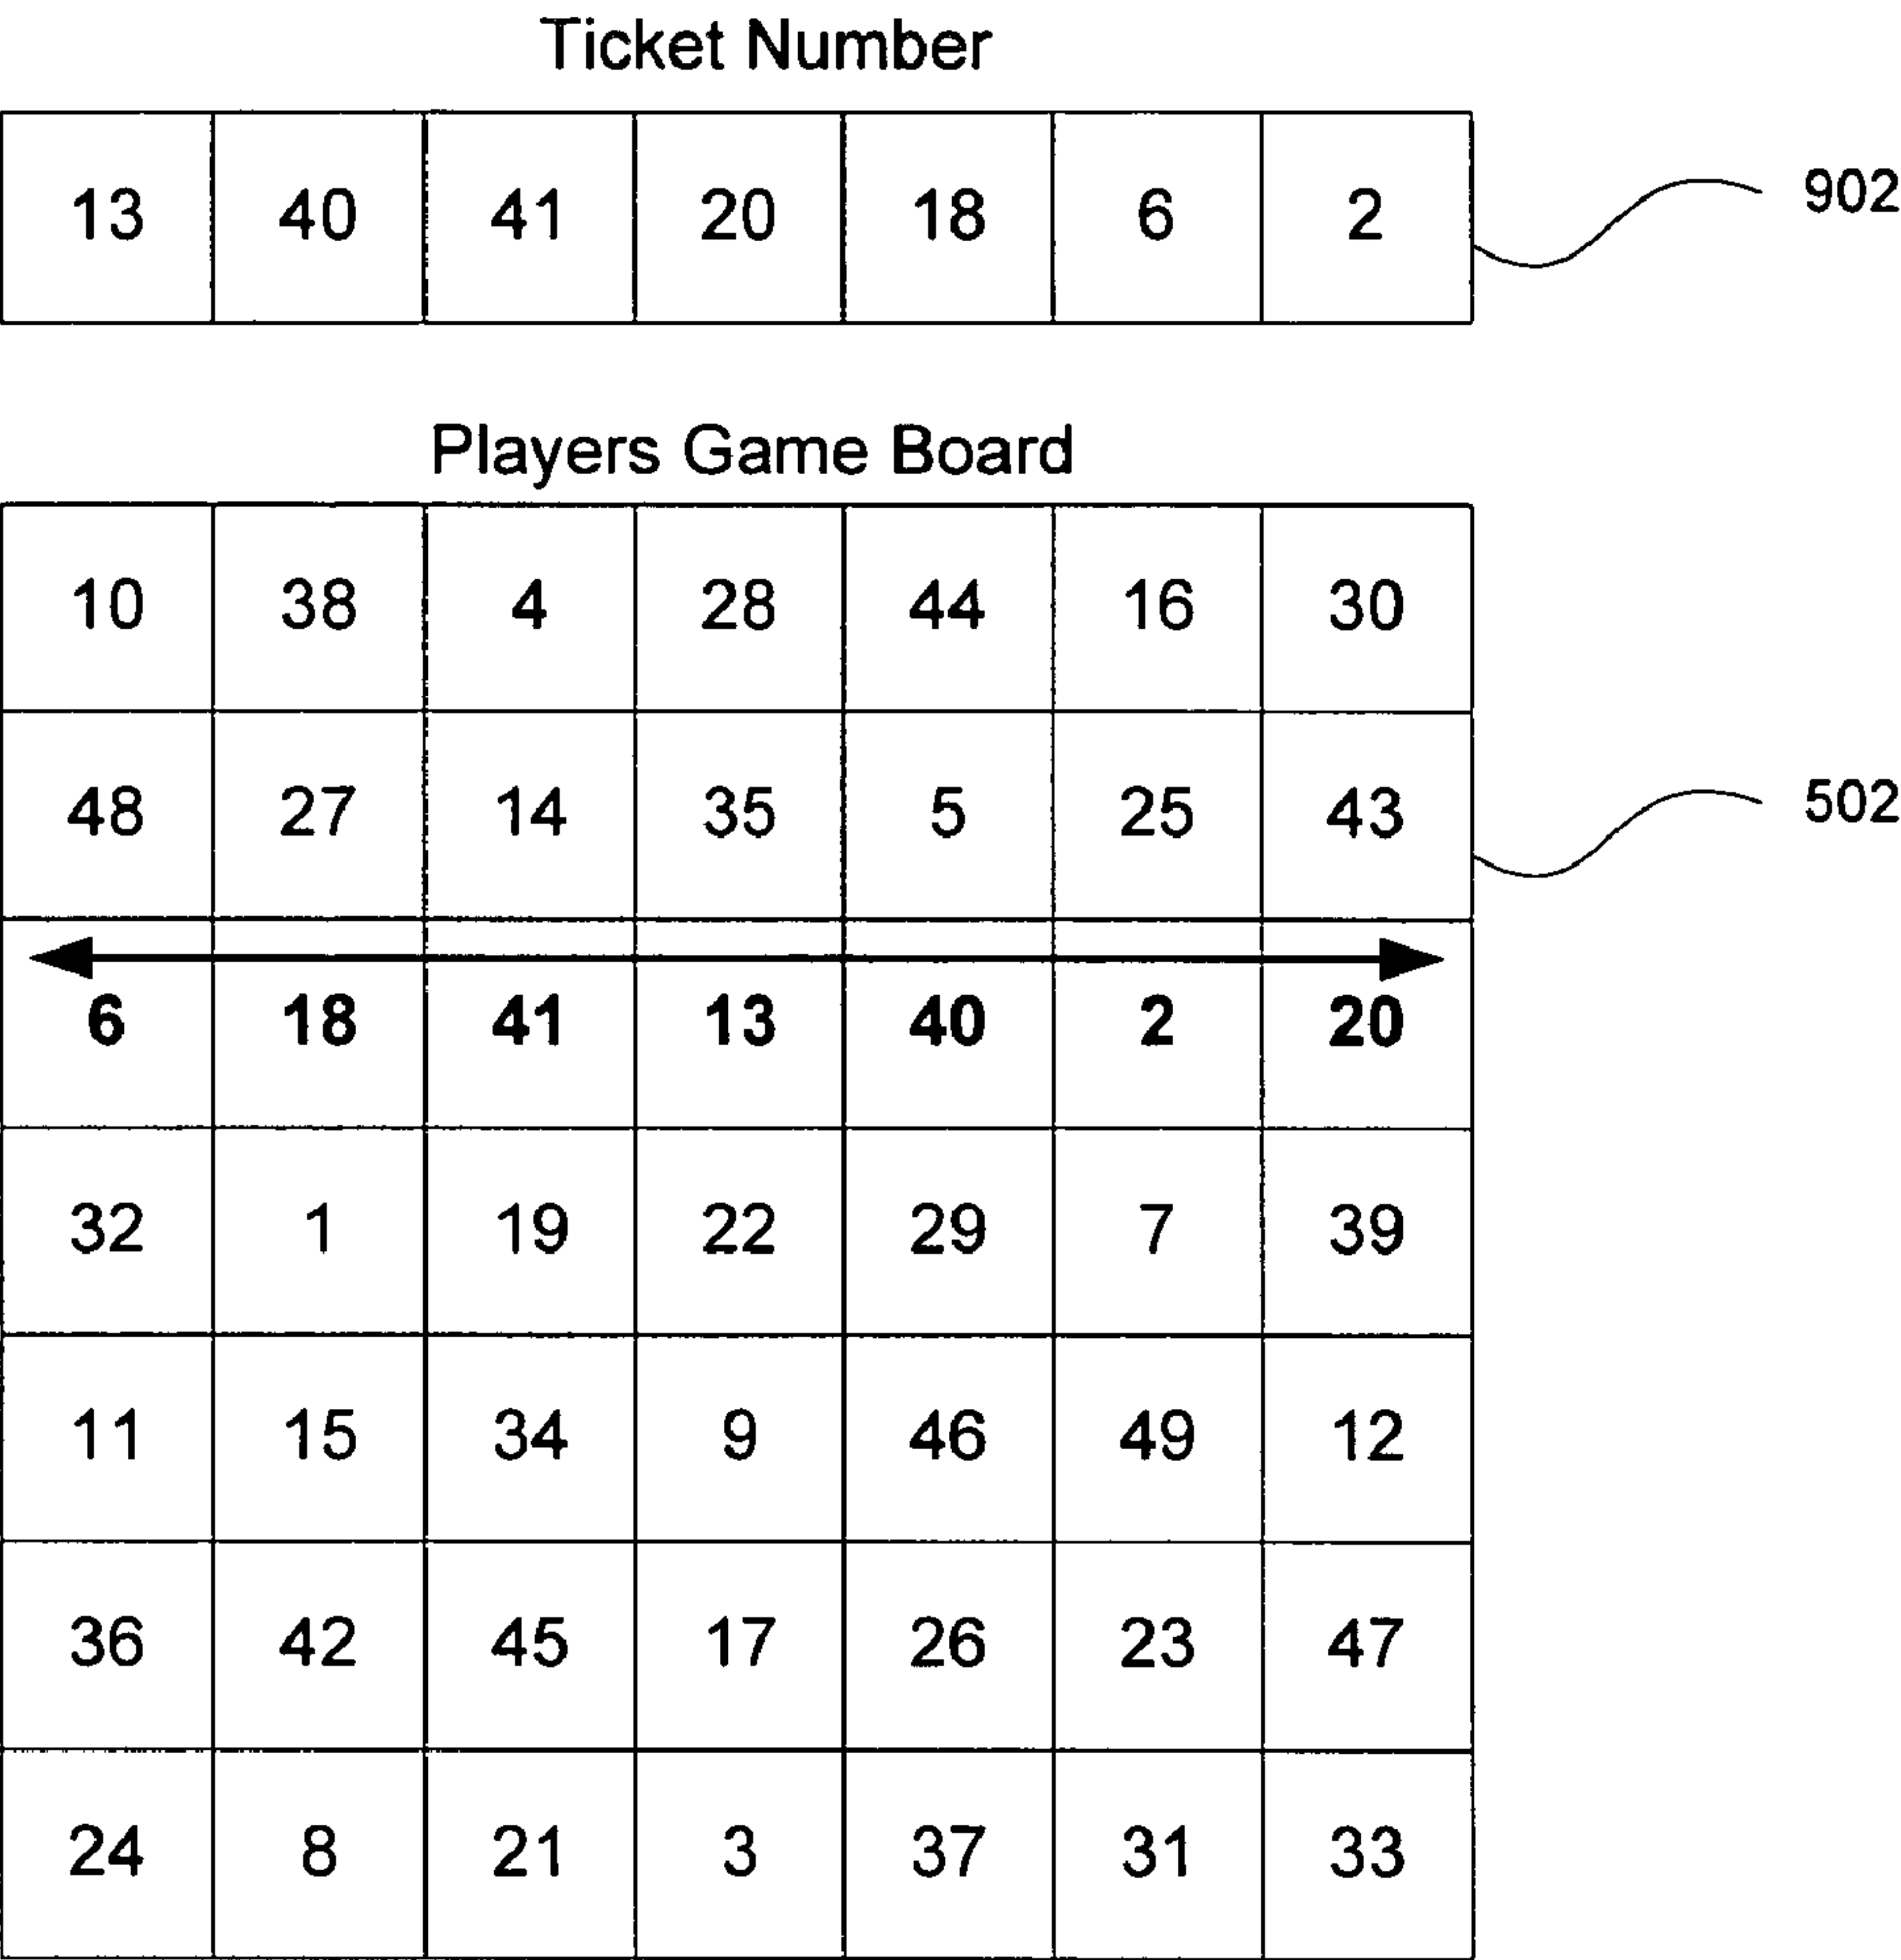 Ticket Number
13 40 41 20 18 6 2 902
Players Game Board
10 38 4 28 44 16 30
48 27 14 35 5 25 43 502
6 18 41 13 40 2 20
32 1 19 22 29 7 39
11 15 34 9 46 49 12
36 42 45 17 26 23 47
24 8 21 3 37 31 33